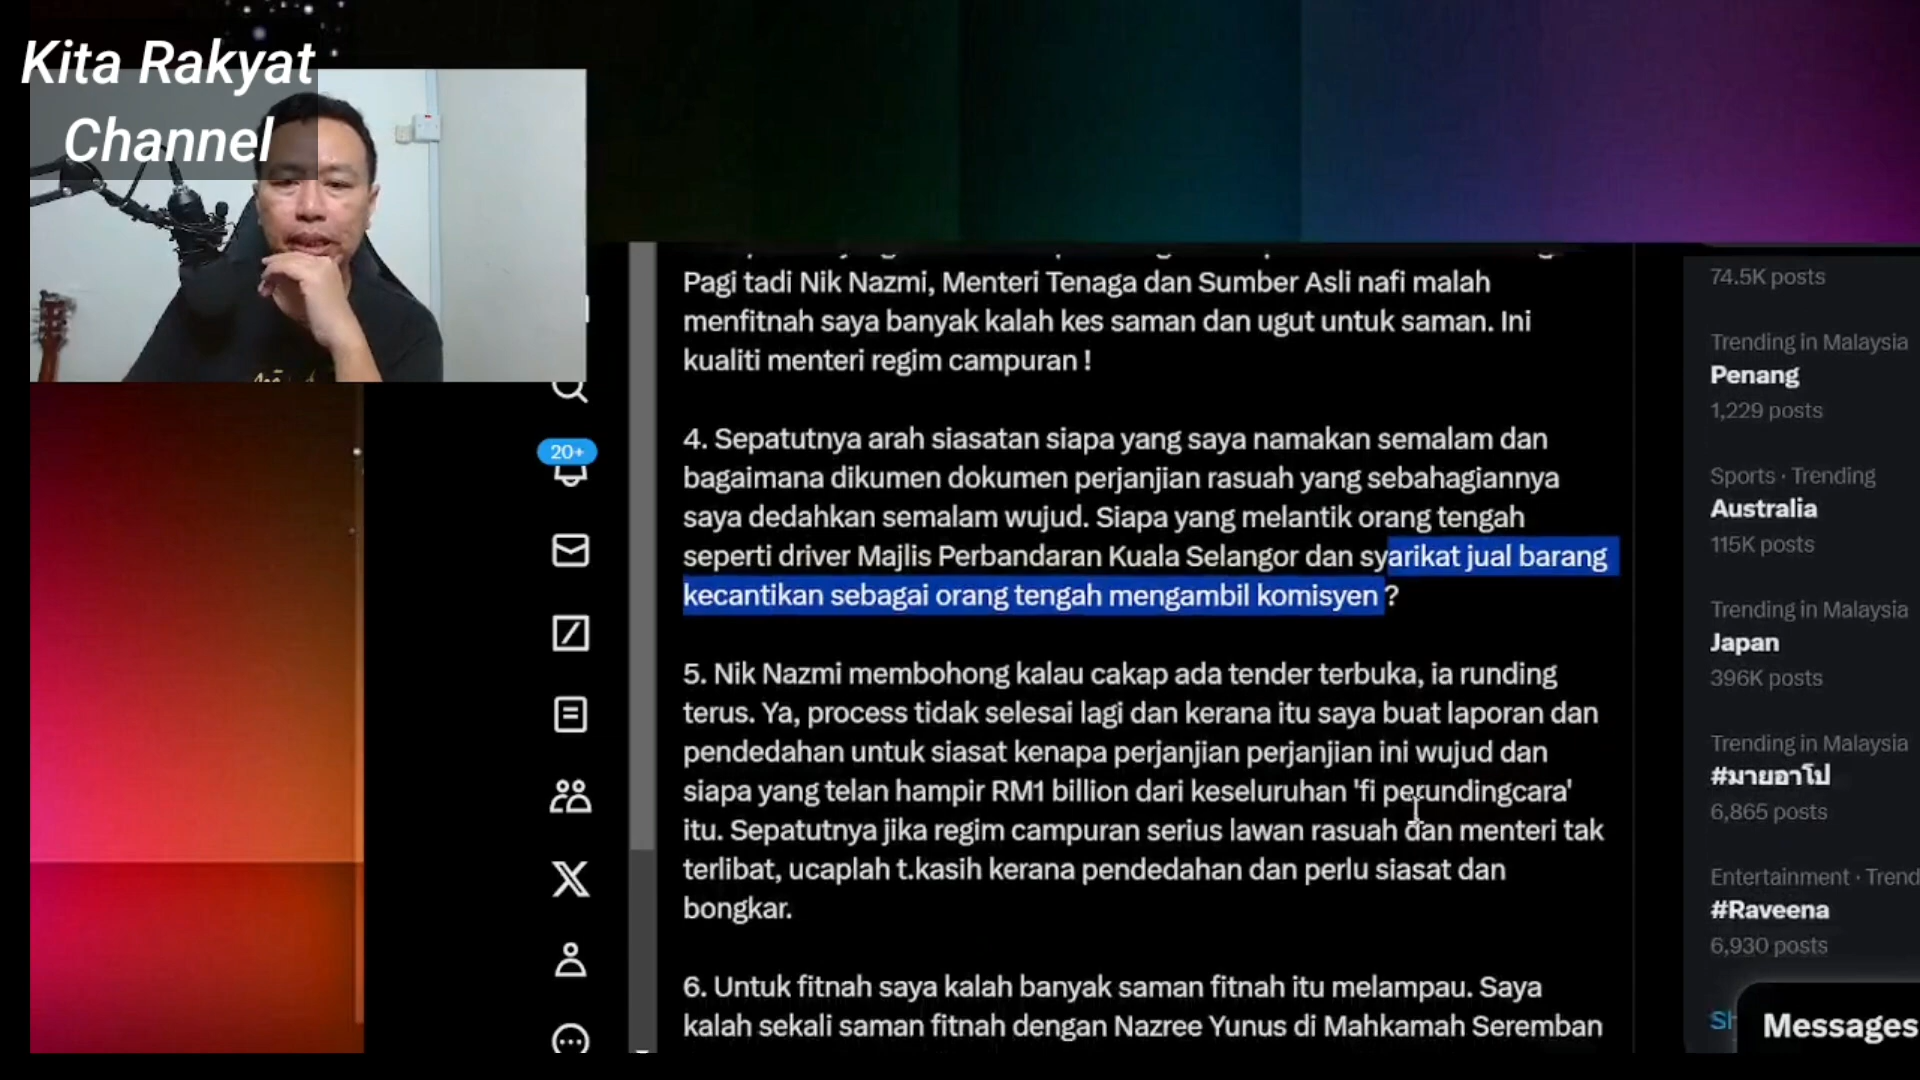 Kita Rakyat
Channel
20+
Pagi tadi Nik Nazmi, Menteri Tenaga dan Sumber Asli nafi malah
menfitnah saya banyak kalah kes saman dan ugut untuk saman. Ini
kualiti menteri regim campuran !
4. Sepatutnya arah siasatan siapa yang saya namakan semalam dan
bagaimana dikumen dokumen perjanjian rasuah yang sebahagiannya
saya dedahkan semalam wujud. Siapa yang melantik orang tengah
seperti driver Majlis Perbandaran Kuala Selangor dan syarikat jual barang
kecantikan sebagai orang tengah mengambil komisyen ?
5. Nik Nazmi membohong kalau cakap ada tender terbuka, ia runding
terus. Ya, process tidak selesai lagi dan kerana itu saya buat laporan dan
pendedahan untuk siasat kenapa perjanjian perjanjian ini wujud dan
siapa yang telan hampir RM1 billion dari keseluruhan 'fi perundingcara'
itu. Sepatutnya jika regim campuran serius lawan rasuah dan menteri tak
terlibat, ucaplah t.kasih kerana pendedahan dan perlu siasat dan
bongkar.
6. Untuk fitnah saya kalah banyak saman fitnah itu melampau. Saya
kalah sekali saman fitnah dengan Nazree Yunus di Mahkamah Seremban
74.5K posts
Trending in Malaysia
Penang
1,229 posts
Sports · Trending
Australia
115K posts
Trending in Malaysia
Japan
396K posts
Trending in Malaysia
#มายอาโป
6,865 posts
Entertainment · Trend
#Raveena
6,930 posts
Sh
Messages